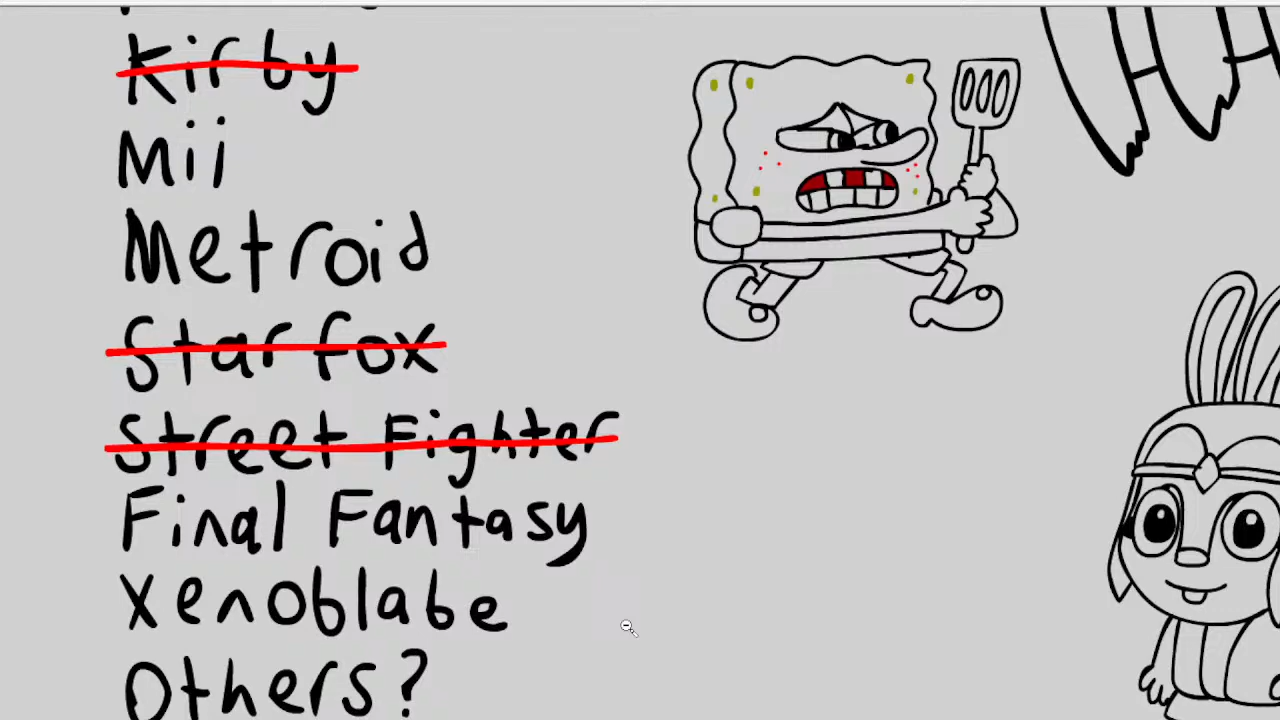 Kirby
Mii
Metroid
Starfox
Street Fighter
Final Fantasy
Xenoblabe
Others?